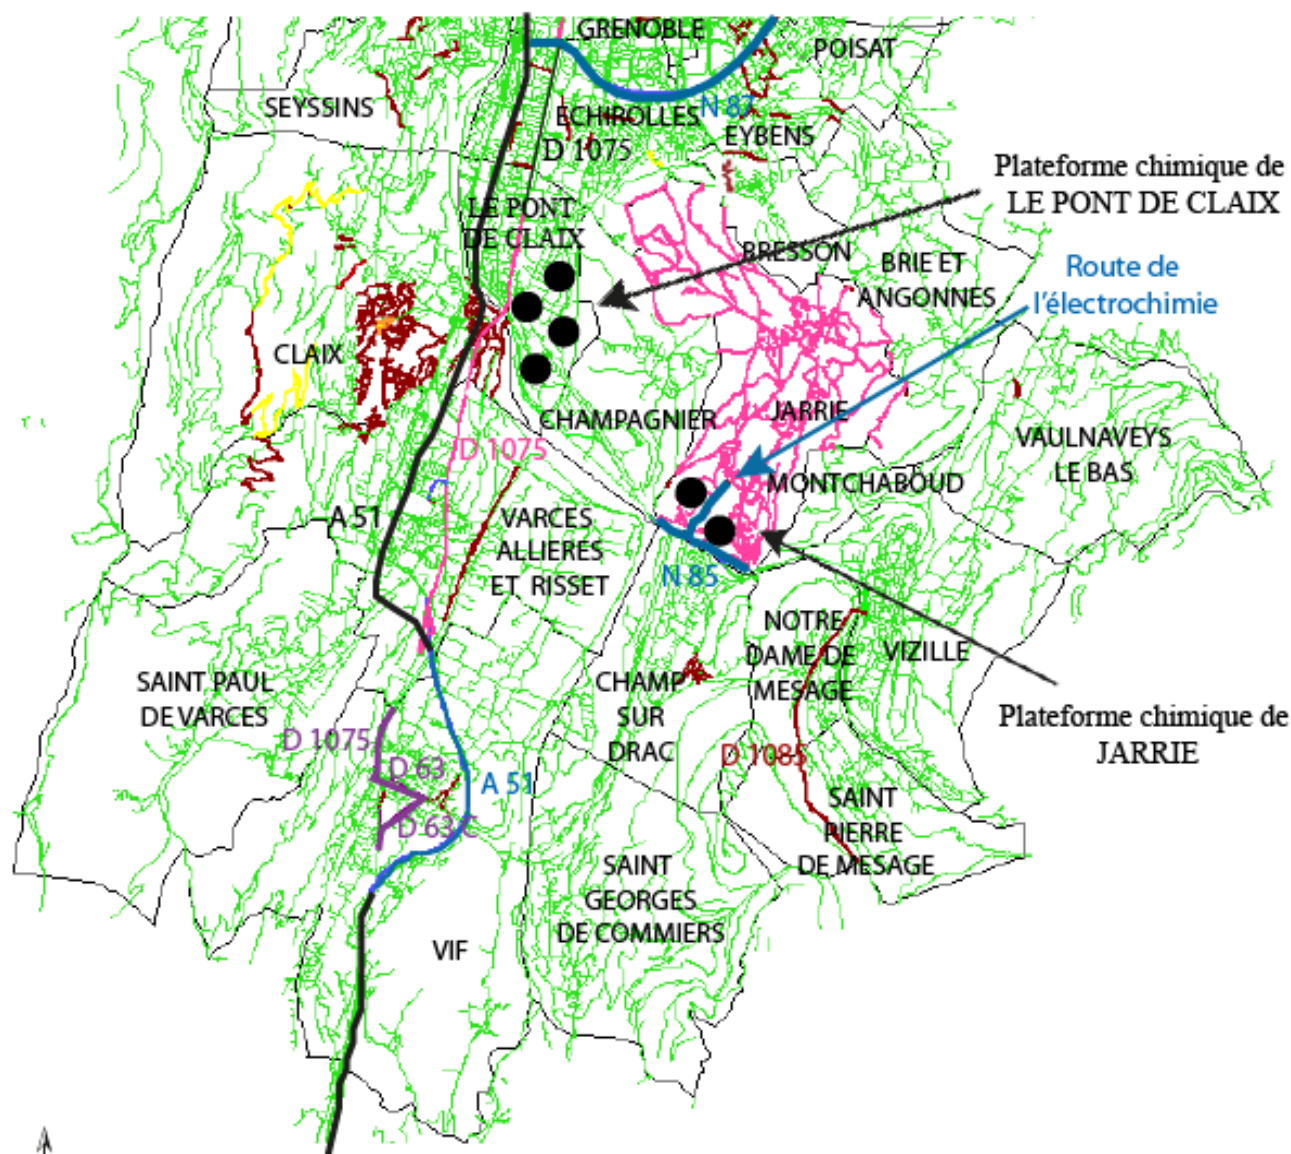 GRENOBLE
POISAT
SEYSSINS
N 87
ECHIROLLES
EYBENS
D 1075
Plateforme chimique de
LE PONT DE CLAIX
LE PONT
DE CLAIX
BRESSON
BRIE ET
ANGONNES
Route de
l'électrochimie
CLAIX
CHAMPAGNIER
JARRIE
D 1075
VAULNAVEYS
LE BAS
MONTCHABOUD
A 51
VARCES
ALLIERES
ET RISSET
N 85
NOTRE
DAME DE
MESAGE
VIZILLE
SAINT PAUL
DE VARCES
CHAMP
SUR
DRAC
Plateforme chimique de
JARRIE
D 1075
D 63
D 1085
A 51
D 63 C
SAINT
PIERRE
DE MESAGE
SAINT
GEORGES
DE COMMIERS
VIF